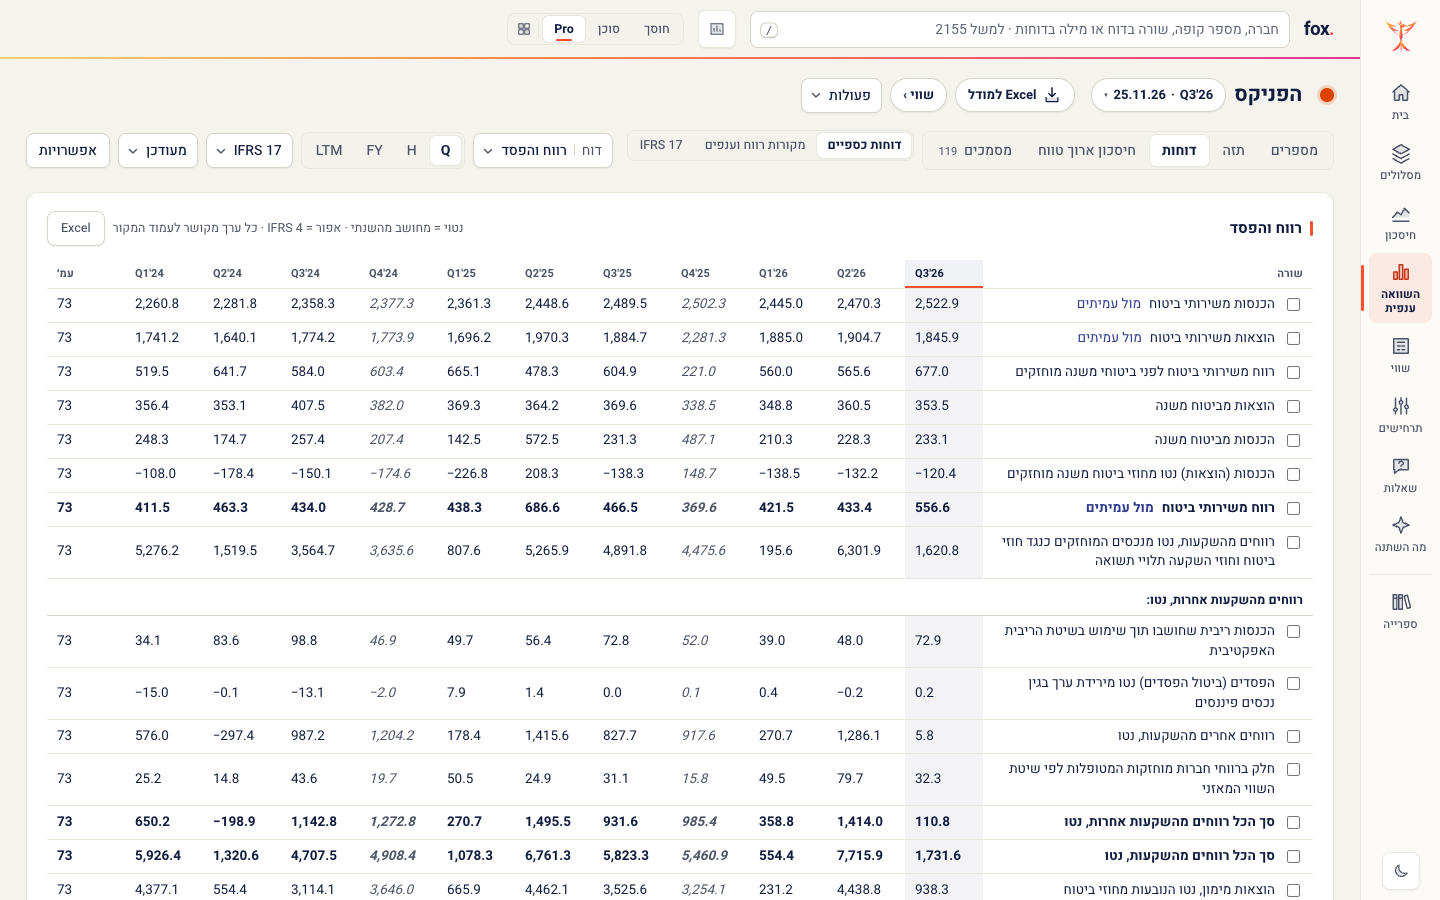 fox.
חברה, מספר קופה, שורה בדוח או מילה בדוחות · למשל 2155 /
חוסך סוכן Pro
בית
מסלולים
חיסכון
השוואה ענפית
שווי
תרחישים
שאלות
מה השתנה
ספרייה
הפניקס Q3'26 · 25.11.26 Excel למודל שווי › פעולות
מספרים תזה דוחות חיסכון ארוך טווח מסמכים 119 דוחות כספיים מקורות רווח וענפים IFRS 17 דוח רווח והפסד Q H FY LTM IFRS 17 מעודכן אפשרויות
רווח והפסד
נטוי = מחושב מהשנתי · אפור = IFRS 4 · כל ערך מקושר לעמוד המקור Excel
שורה Q3'26 Q2'26 Q1'26 Q4'25 Q3'25 Q2'25 Q1'25 Q4'24 Q3'24 Q2'24 Q1'24 עמ׳
הכנסות משירותי ביטוח מול עמיתים 2,522.9 2,470.3 2,445.0 2,502.3 2,489.5 2,448.6 2,361.3 2,377.3 2,358.3 2,281.8 2,260.8 73
הוצאות משירותי ביטוח מול עמיתים 1,845.9 1,904.7 1,885.0 2,281.3 1,884.7 1,970.3 1,696.2 1,773.9 1,774.2 1,640.1 1,741.2 73
רווח משירותי ביטוח לפני ביטוחי משנה מוחזקים 677.0 565.6 560.0 221.0 604.9 478.3 665.1 603.4 584.0 641.7 519.5 73
הוצאות מביטוח משנה 353.5 360.5 348.8 338.5 369.6 364.2 369.3 382.0 407.5 353.1 356.4 73
הכנסות מביטוח משנה 233.1 228.3 210.3 487.1 231.3 572.5 142.5 207.4 257.4 174.7 248.3 73
הכנסות (הוצאות) נטו מחוזי ביטוח משנה מוחזקים −120.4 −132.2 −138.5 148.7 −138.3 208.3 −226.8 −174.6 −150.1 −178.4 −108.0 73
רווח משירותי ביטוח מול עמיתים 556.6 433.4 421.5 369.6 466.5 686.6 438.3 428.7 434.0 463.3 411.5 73
רווחים מהשקעות, נטו מנכסים המוחזקים כנגד חוזי
ביטוח וחוזי השקעה תלויי תשואה 1,620.8 6,301.9 195.6 4,475.6 4,891.8 5,265.9 807.6 3,635.6 3,564.7 1,519.5 5,276.2 73
רווחים מהשקעות אחרות, נטו:
הכנסות ריבית שחושבו תוך שימוש בשיטת הריבית
האפקטיבית 72.9 48.0 39.0 52.0 72.8 56.4 49.7 46.9 98.8 83.6 34.1 73
הפסדים (ביטול הפסדים) נטו מירידת ערך בגין
נכסים פיננסים 0.2 −0.2 0.4 0.1 0.0 1.4 7.9 −2.0 −13.1 −0.1 −15.0 73
רווחים אחרים מהשקעות, נטו 5.8 1,286.1 270.7 917.6 827.7 1,415.6 178.4 1,204.2 987.2 −297.4 576.0 73
חלק ברווחי חברות מוחזקות המטופלות לפי שיטת
השווי המאזני 32.3 79.7 49.5 15.8 31.1 24.9 50.5 19.7 43.6 14.8 25.2 73
סך הכל רווחים מהשקעות אחרות, נטו 110.8 1,414.0 358.8 985.4 931.6 1,495.5 270.7 1,272.8 1,142.8 −198.9 650.2 73
סך הכל רווחים מהשקעות, נטו 1,731.6 7,715.9 554.4 5,460.9 5,823.3 6,761.3 1,078.3 4,908.4 4,707.5 1,320.6 5,926.4 73
הוצאות מימון, נטו הנובעות מחוזי ביטוח 938.3 4,438.8 231.2 3,254.1 3,525.6 4,462.1 665.9 3,646.0 3,114.1 554.4 4,377.1 73